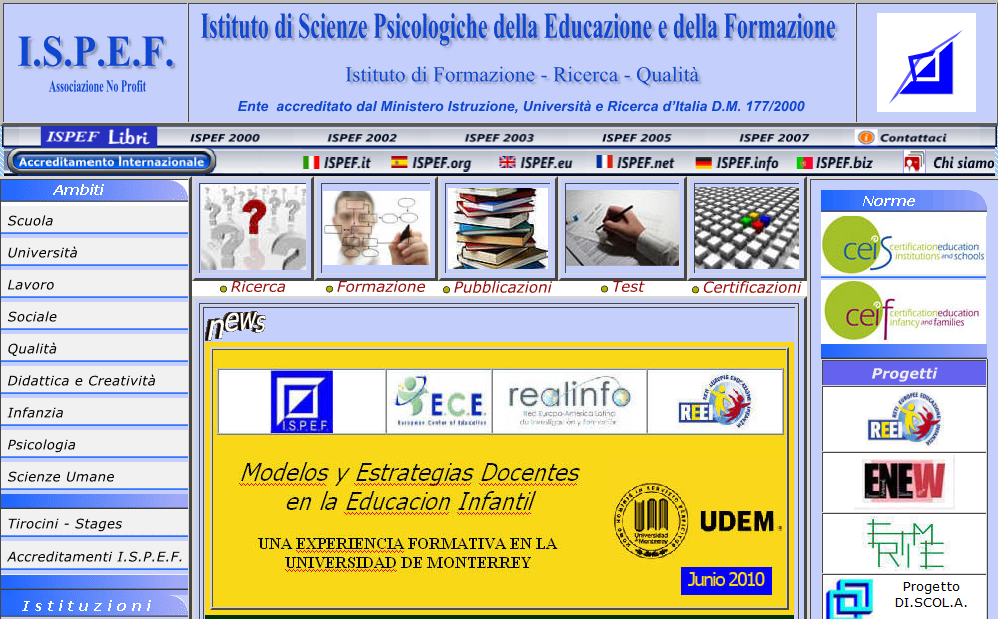 I.S.P.E.F.
Associazione No Profit
Istituto di Scienze Psicologiche della Educazione e della Formazione
Istituto di Formazione - Ricerca - Qualità
Ente accreditato dal Ministero Istruzione, Università e Ricerca d'Italia D.M. 177/2000
ISPEF Libri ISPEF 2000 ISPEF 2002 ISPEF 2003 ISPEF 2005 ISPEF 2007 Contattaci
Accreditamento Internazionale ISPEF.it ISPEF.org ISPEF.eu ISPEF.net ISPEF.info ISPEF.biz Chi siamo
Ambiti
Scuola
Università
Lavoro
Sociale
Qualità
Didattica e Creatività
Infanzia
Psicologia
Scienze Umane
Tirocini - Stages
Accreditamenti I.S.P.E.F.
Istituzioni
Ricerca Formazione Pubblicazioni Test Certificazioni
news
I.S.P.E.F.
E.C.E.
European Center of Education
realinfo
Red Europa-America Latina
de investigación y formación
REEI
Modelos y Estrategias Docentes
en la Educacion Infantil
UNA EXPERIENCIA FORMATIVA EN LA
UNIVERSIDAD DE MONTERREY
Universidad
de Monterrey
UDEM
Junio 2010
Norme
ceis certificationeducation
institutions and schools
ceif certificationeducation
infancy and families
Progetti
REEI
ENEW
Progetto
DI.SCOL.A.